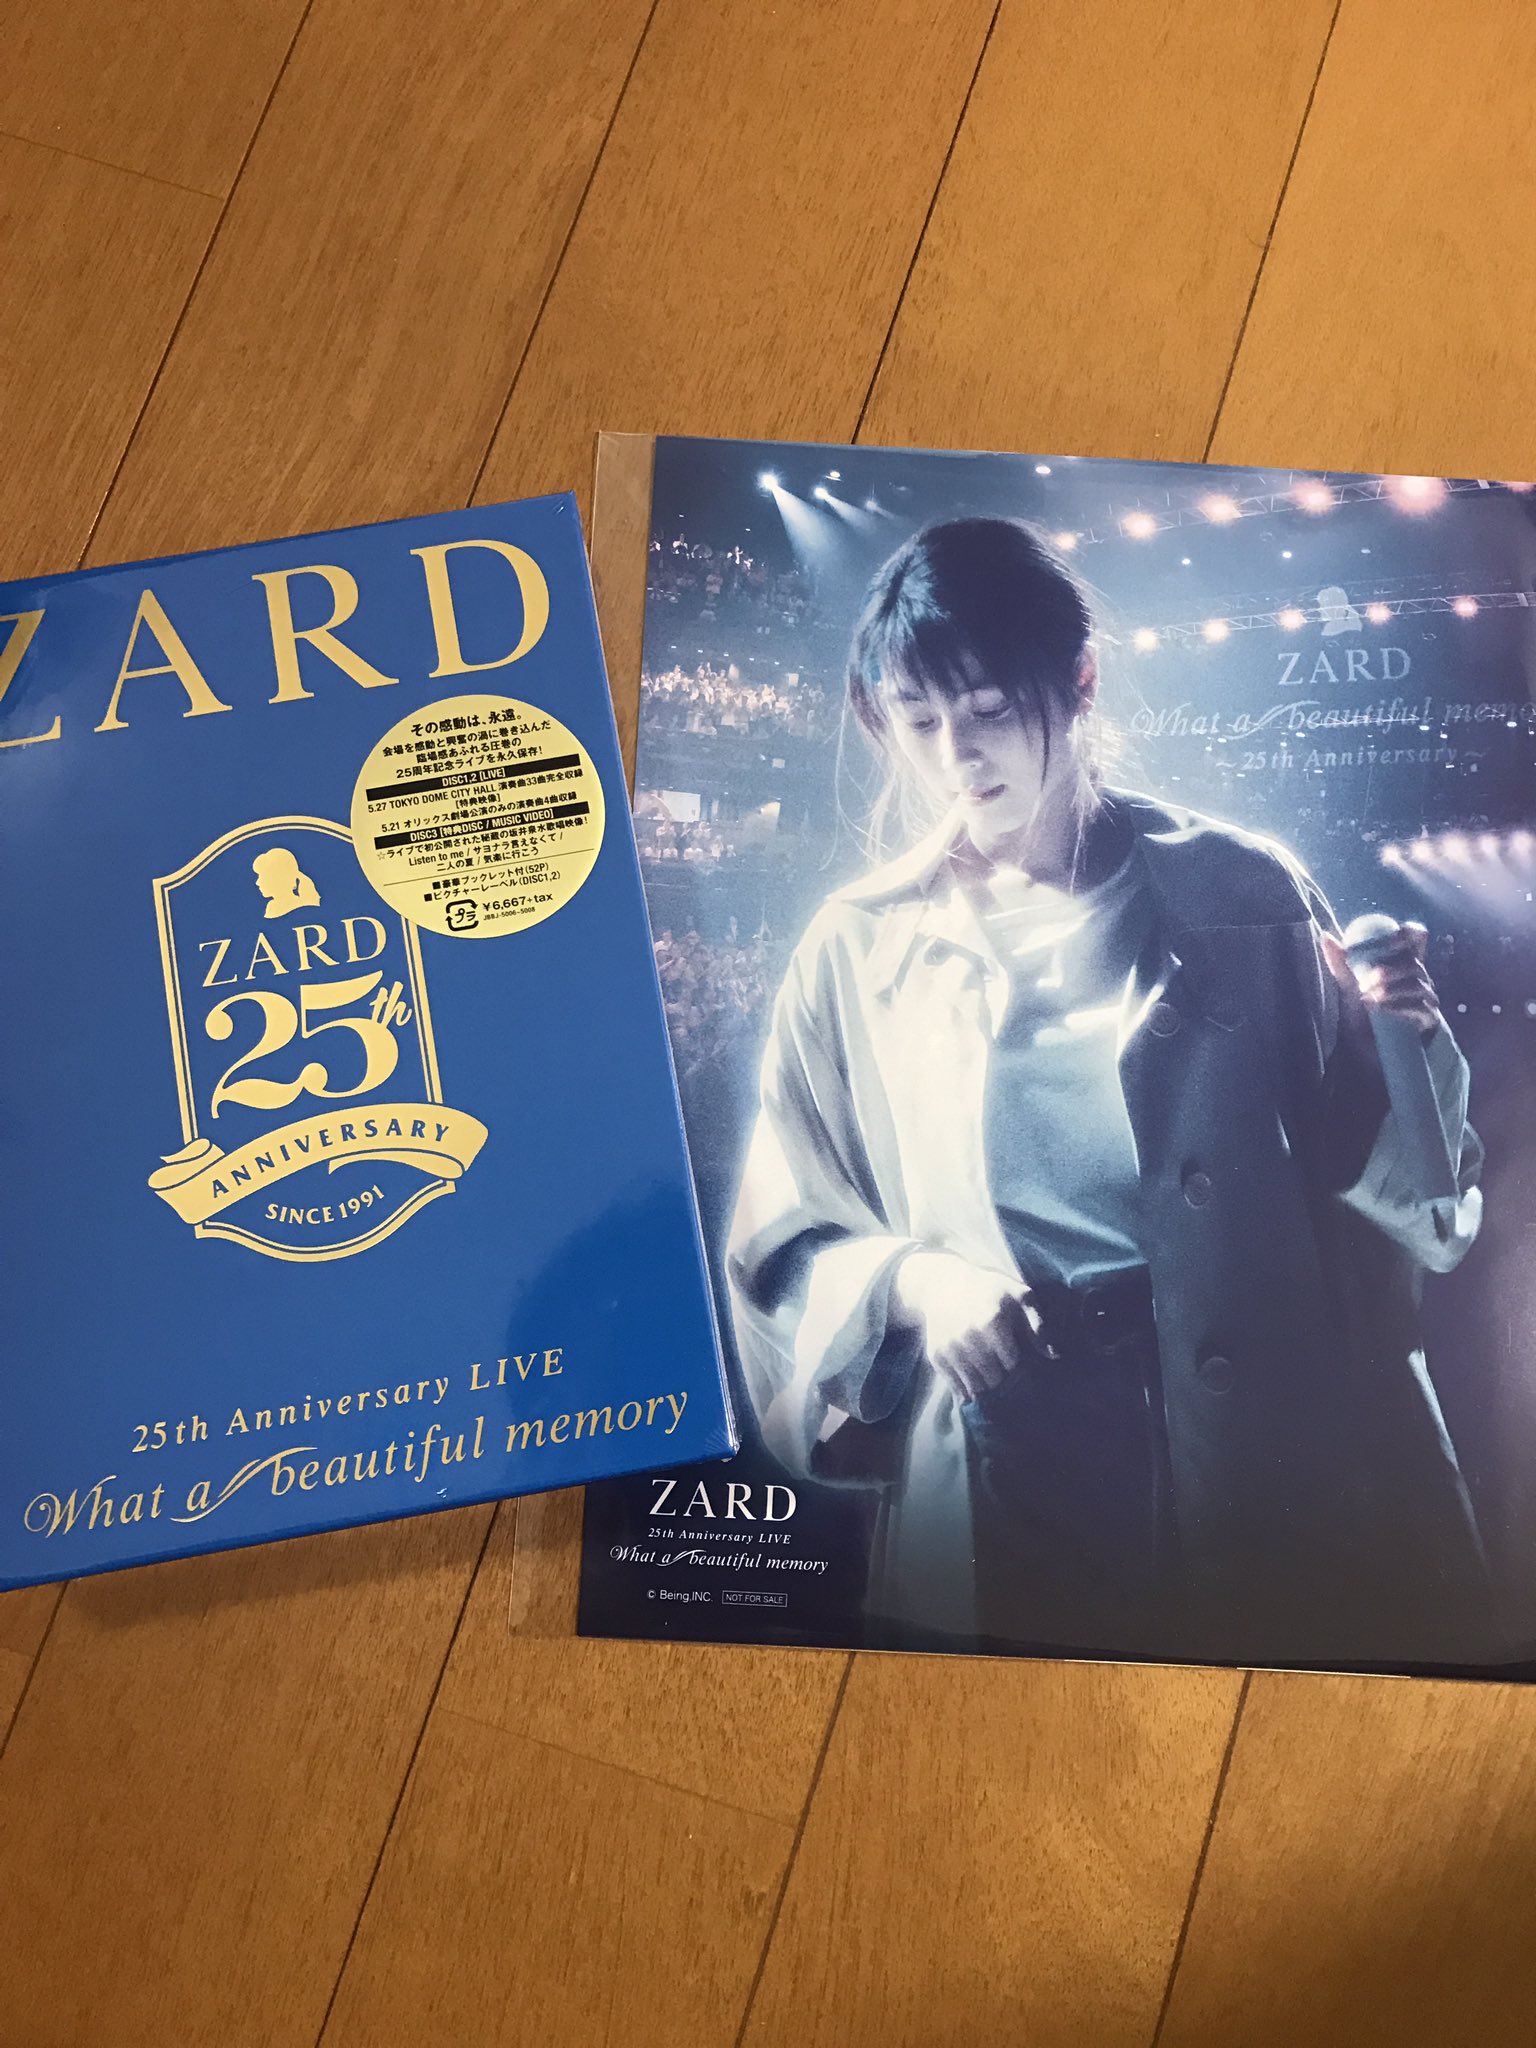 ZARD
その感動は、永遠。
会場を感動と興奮の渦に巻き込んだ
臨場感あふれる圧巻の
25周年記念ライブを永久保存!
DISC1,2 [LIVE]
5.27 TOKYO DOME CITY HALL 演奏曲33曲完全収録
[特典映像]
5.21 オリックス劇場公演のみの演奏曲4曲収録
DISC3 [特典DISC / MUSIC VIDEO]
☆ライブで初公開された秘蔵の坂井泉水歌唱映像!
Listen to me / サヨナラ言えなくて /
二人の夏 / 気楽に行こう
■豪華ブックレット付(52P)
■ピクチャーレーベル(DISC1,2)
プラ
¥6,667+tax
JBBJ-5006~5008
ZARD
25th
ANNIVERSARY
SINCE 1991
25th Anniversary LIVE
What a beautiful memory
ZARD
What a beautiful memo
~25th Anniversary~
ZARD
25th Anniversary LIVE
What a beautiful memory
© Being,INC. NOT FOR SALE